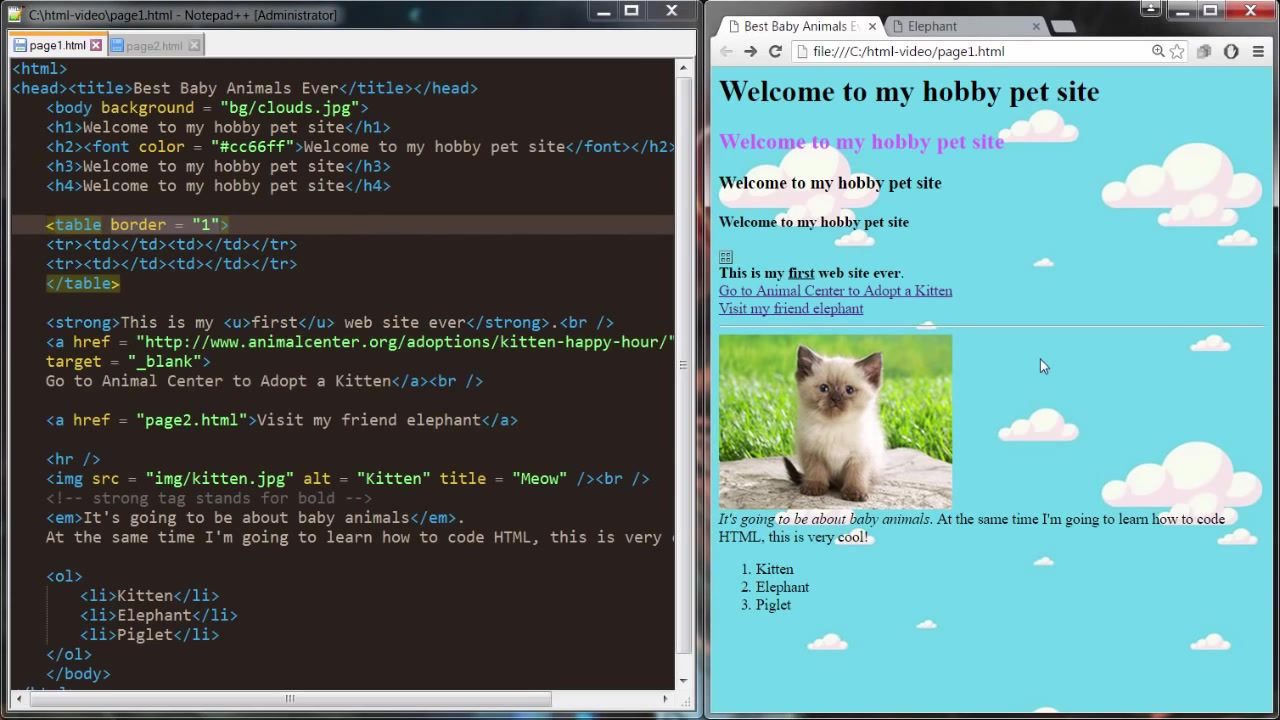 C:\html-video\page1.html - Notepad++ [Administrator]
page1.html page2.html
<html>
<head><title>Best Baby Animals Ever</title></head>
<body background = "bg/clouds.jpg">
<h1>Welcome to my hobby pet site</h1>
<h2><font color = "#cc66ff">Welcome to my hobby pet site</font></h2>
<h3>Welcome to my hobby pet site</h3>
<h4>Welcome to my hobby pet site</h4>
<table border = "1">
<tr><td></td><td></td></tr>
<tr><td></td><td></td></tr>
</table>
<strong>This is my <u>first</u> web site ever</strong>.<br />
<a href = "http://www.animalcenter.org/adoptions/kitten-happy-hour/"
target = "_blank">
Go to Animal Center to Adopt a Kitten</a><br />
<a href = "page2.html">Visit my friend elephant</a>
<hr />
<img src = "img/kitten.jpg" alt = "Kitten" title = "Meow" /><br />
<!-- strong tag stands for bold -->
<em>It's going to be about baby animals</em>.
At the same time I'm going to learn how to code HTML, this is very
<ol>
<li>Kitten</li>
<li>Elephant</li>
<li>Piglet</li>
</ol>
</body>
Best Baby Animals Elephant
file:///C:/html-video/page1.html
Welcome to my hobby pet site
Welcome to my hobby pet site
Welcome to my hobby pet site
Welcome to my hobby pet site
This is my first web site ever.
Go to Animal Center to Adopt a Kitten
Visit my friend elephant
It's going to be about baby animals. At the same time I'm going to learn how to code
HTML, this is very cool!
1. Kitten
2. Elephant
3. Piglet